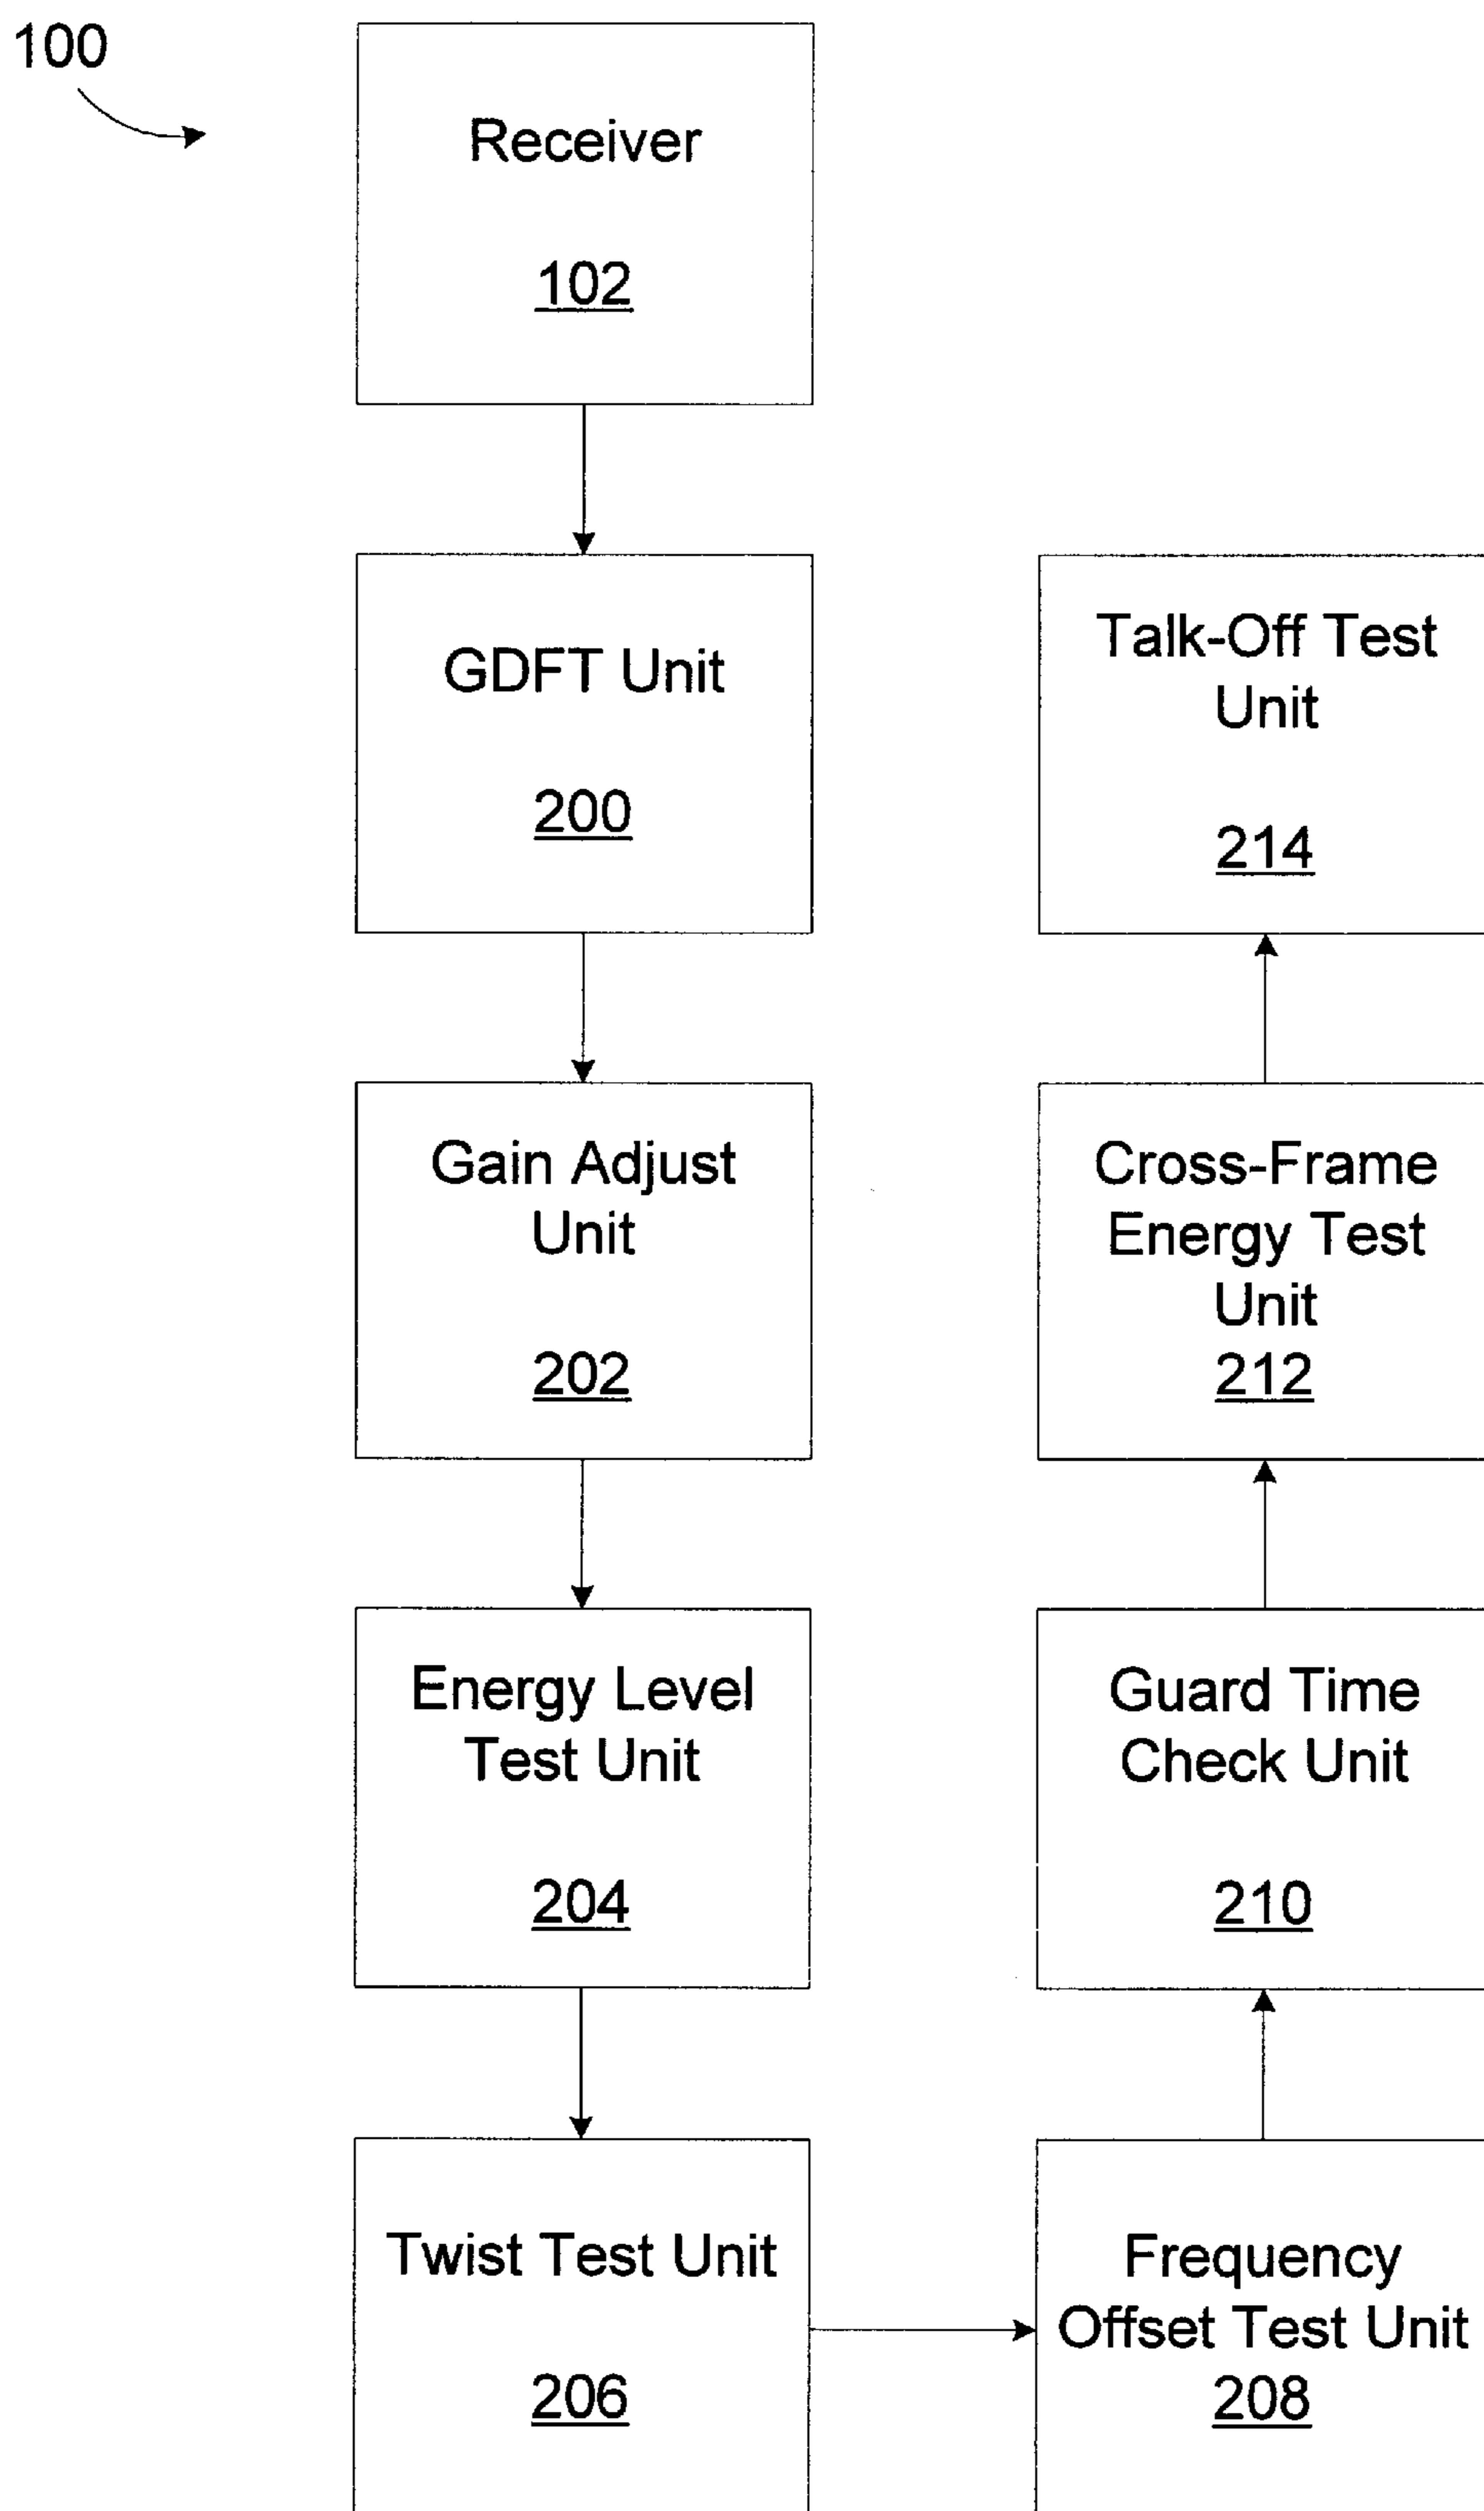 100
Receiver
102
GDFT Unit
200
Gain Adjust
Unit
202
Energy Level
Test Unit
204
Twist Test Unit
206
Frequency
Offset Test Unit
208
Guard Time
Check Unit
210
Cross-Frame
Energy Test
Unit
212
Talk-Off Test
Unit
214